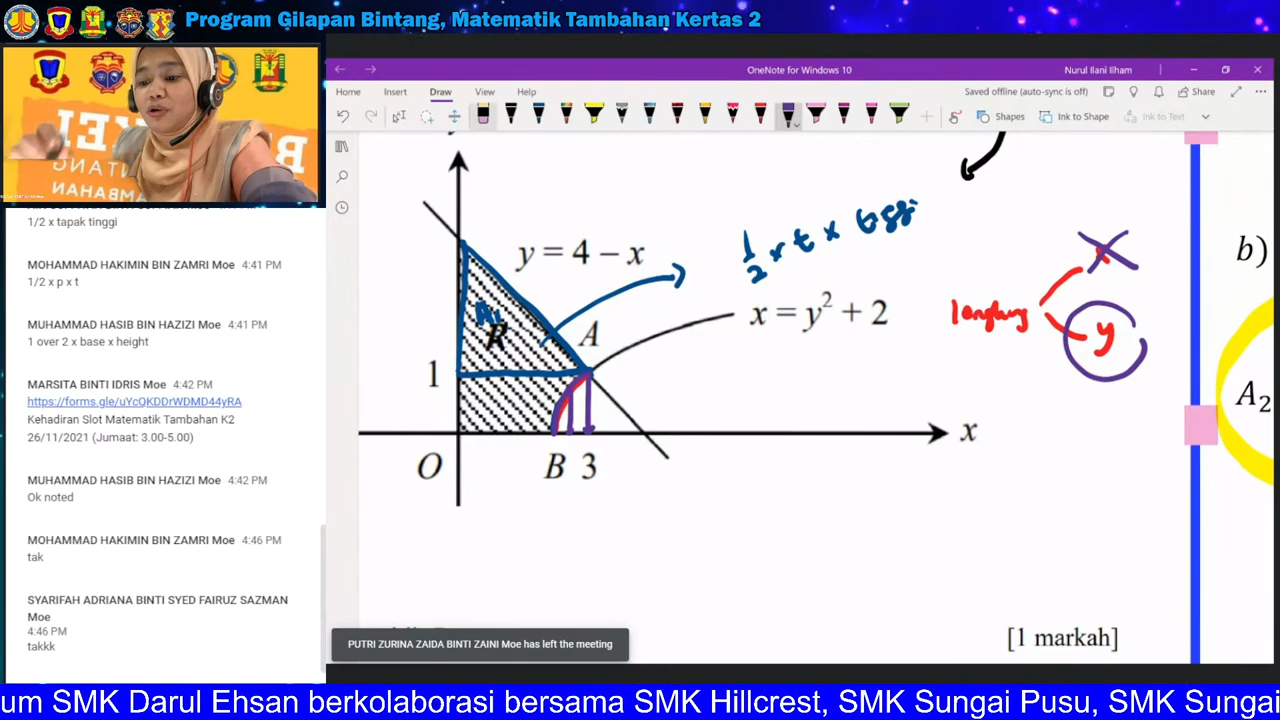 Program Gilapan Bintang, Matematik Tambahan Kertas 2
OneNote for Windows 10
Nurul Ilani Ilham
Home Insert Draw View Help
Saved offline (auto-sync is off)
Share
Shapes
Ink to Shape
Ink to Text
1/2 x tapak tinggi
MOHAMMAD HAKIMIN BIN ZAMRI Moe 4:41 PM
1/2 x p x t
MUHAMMAD HASIB BIN HAZIZI Moe 4:41 PM
1 over 2 x base x height
MARSITA BINTI IDRIS Moe 4:42 PM
https://forms.gle/uYcQKDDrWDMD44yRA
Kehadiran Slot Matematik Tambahan K2
26/11/2021 (Jumaat: 3.00-5.00)
MUHAMMAD HASIB BIN HAZIZI Moe 4:42 PM
Ok noted
MOHAMMAD HAKIMIN BIN ZAMRI Moe 4:46 PM
tak
SYARIFAH ADRIANA BINTI SYED FAIRUZ SAZMAN
Moe
4:46 PM
takkk
y = 4 – x
1/2 x t x
x = y² + 2
A₁
R
A
1
O
B 3
x
lengkung
x
y
b)
A₂
[1 markah]
PUTRI ZURINA ZAIDA BINTI ZAINI Moe has left the meeting
um SMK Darul Ehsan berkolaborasi bersama SMK Hillcrest, SMK Sungai Pusu, SMK Sungai